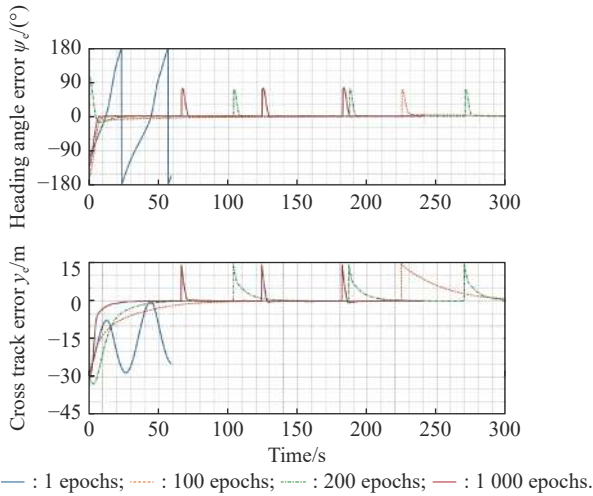 Heading angle error ψe/(°)
180
90
0
−90
−180
0 50 100 150 200 250 300
Cross track error ye/m
15
0
−15
−30
−45
0 50 100 150 200 250 300
Time/s
: 1 epochs; : 100 epochs; : 200 epochs; : 1 000 epochs.